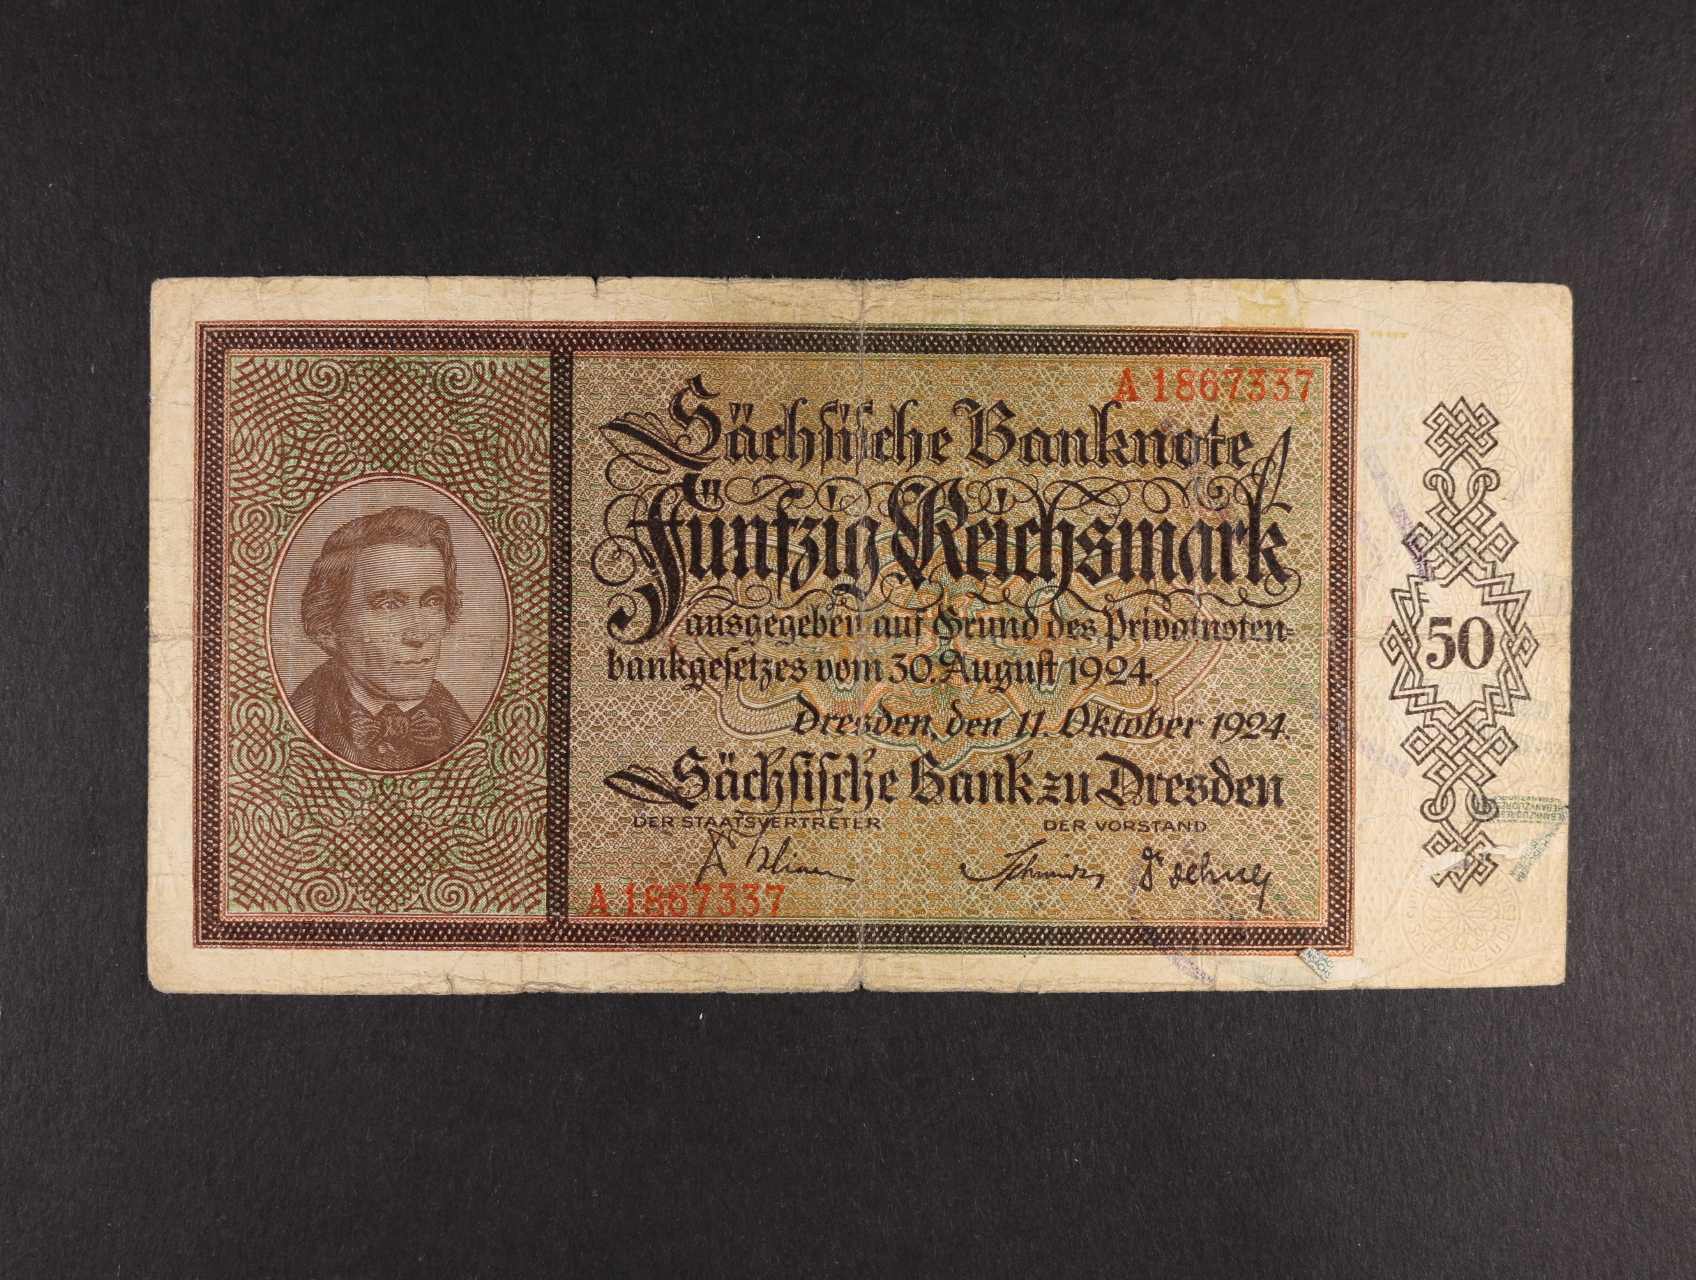 A 1867337
Sächsische Banknote
Fünfzig Reichsmark
ausgegeben auf Grund des Privatnoten-
bankgesetzes vom 30. August 1924.
Dresden, den 11. Oktober 1924.
Sächsische Bank zu Dresden
DER STAATSVERTRETER DER VORSTAND
A 1867337
50